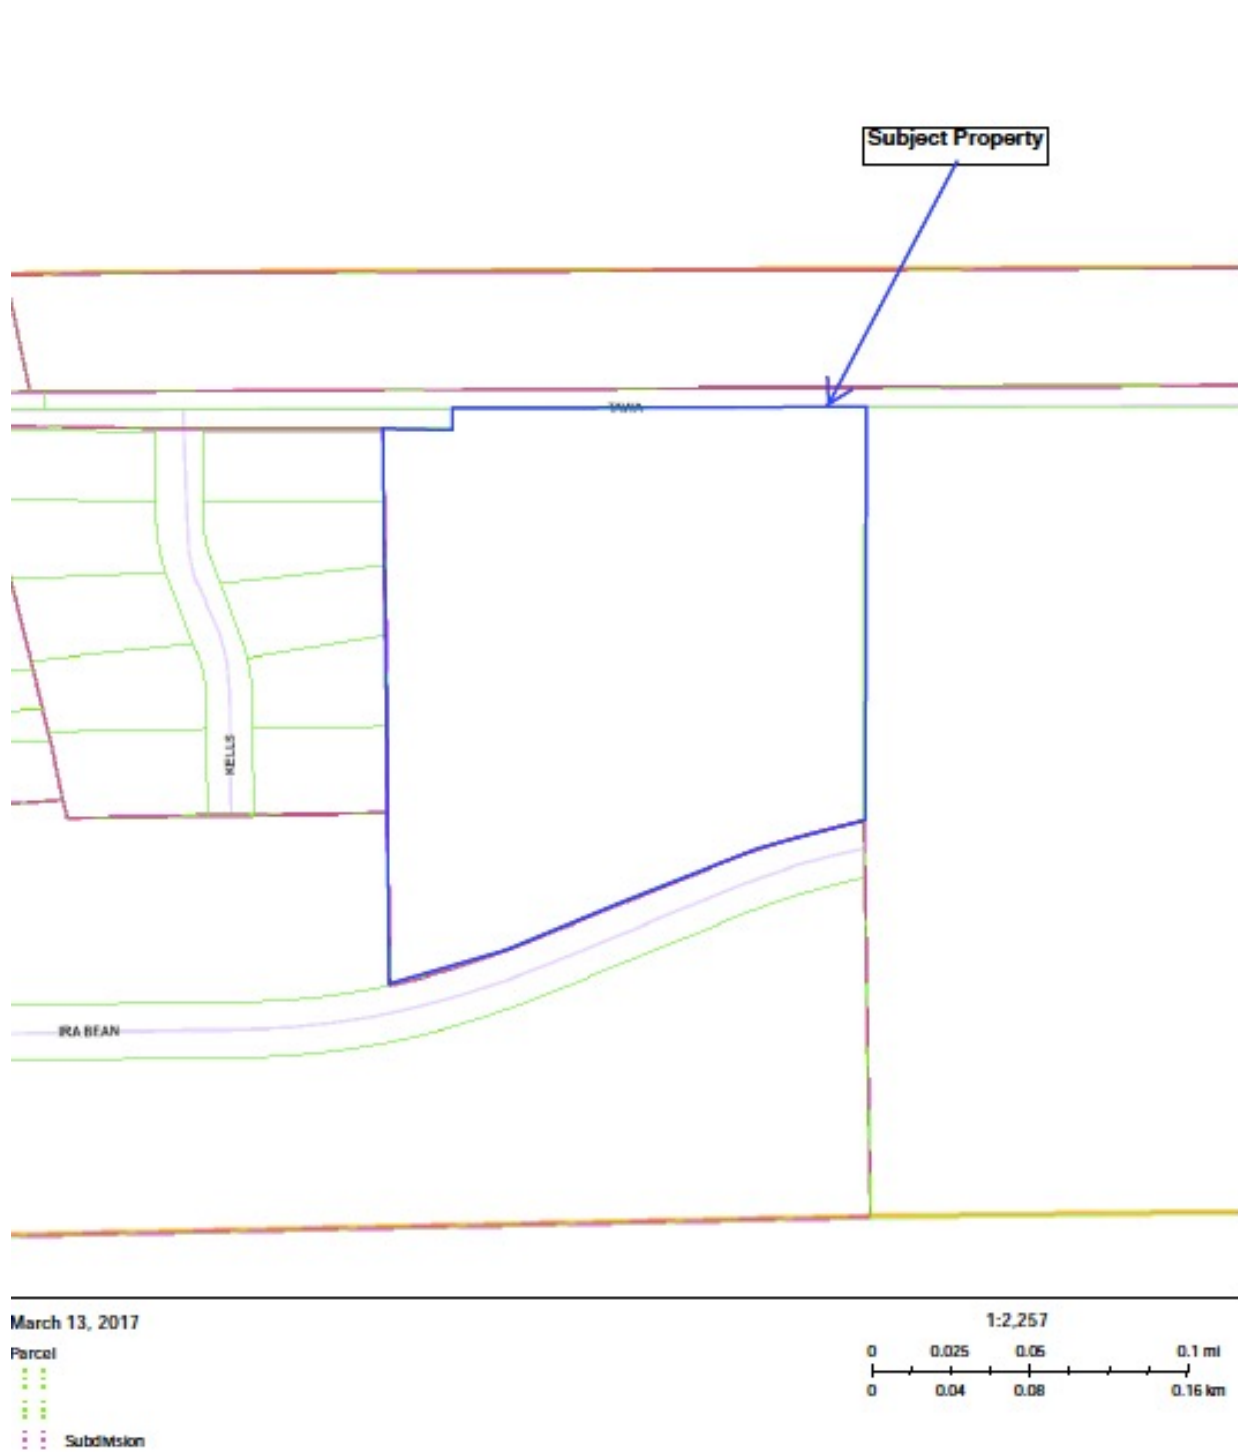 Subject Property
TAWA
KELLS
IRA BEAN
March 13, 2017
1:2,257
Parcel
0 0.025 0.05 0.1 mi
0 0.04 0.08 0.16 km
Subdivision